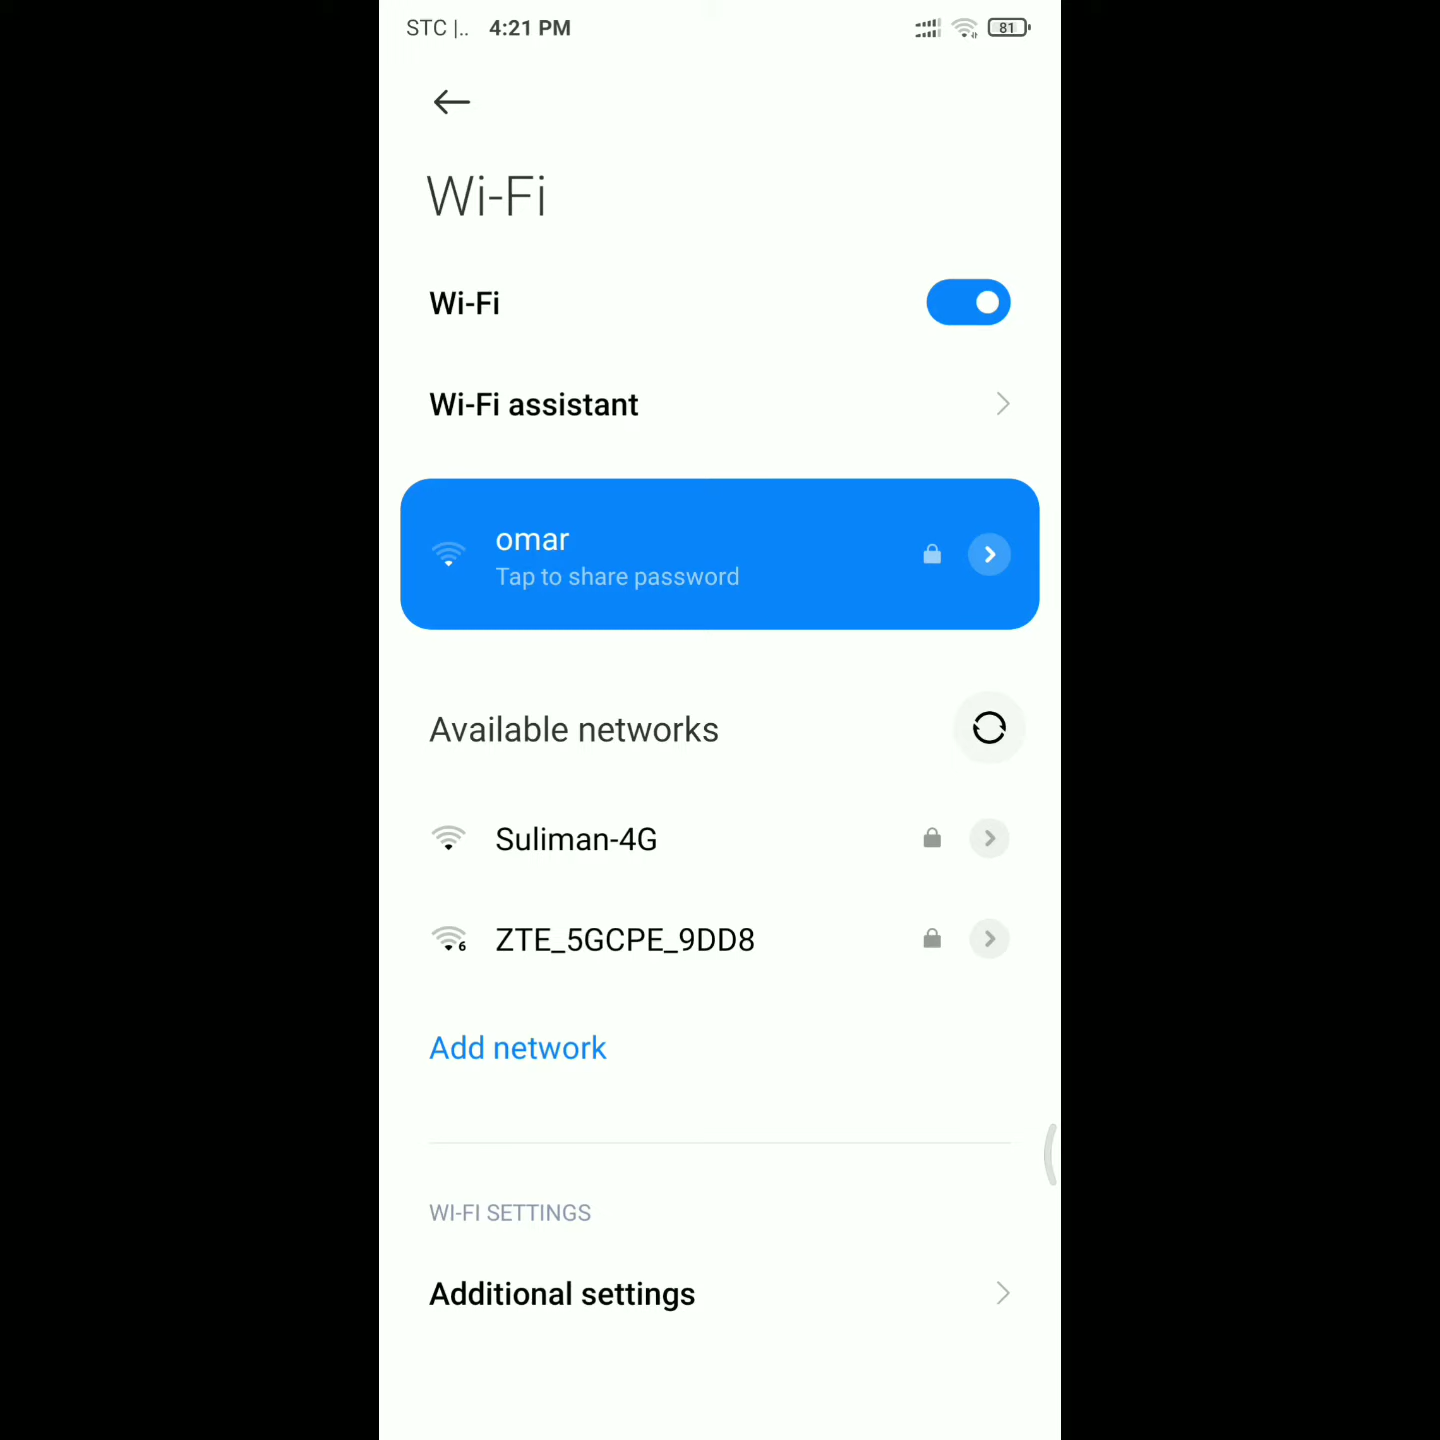 STC |.. 4:21 PM 81
Wi-Fi
Wi-Fi
Wi-Fi assistant
omar
Tap to share password
Available networks
Suliman-4G
6 ZTE_5GCPE_9DD8
Add network
WI-FI SETTINGS
Additional settings